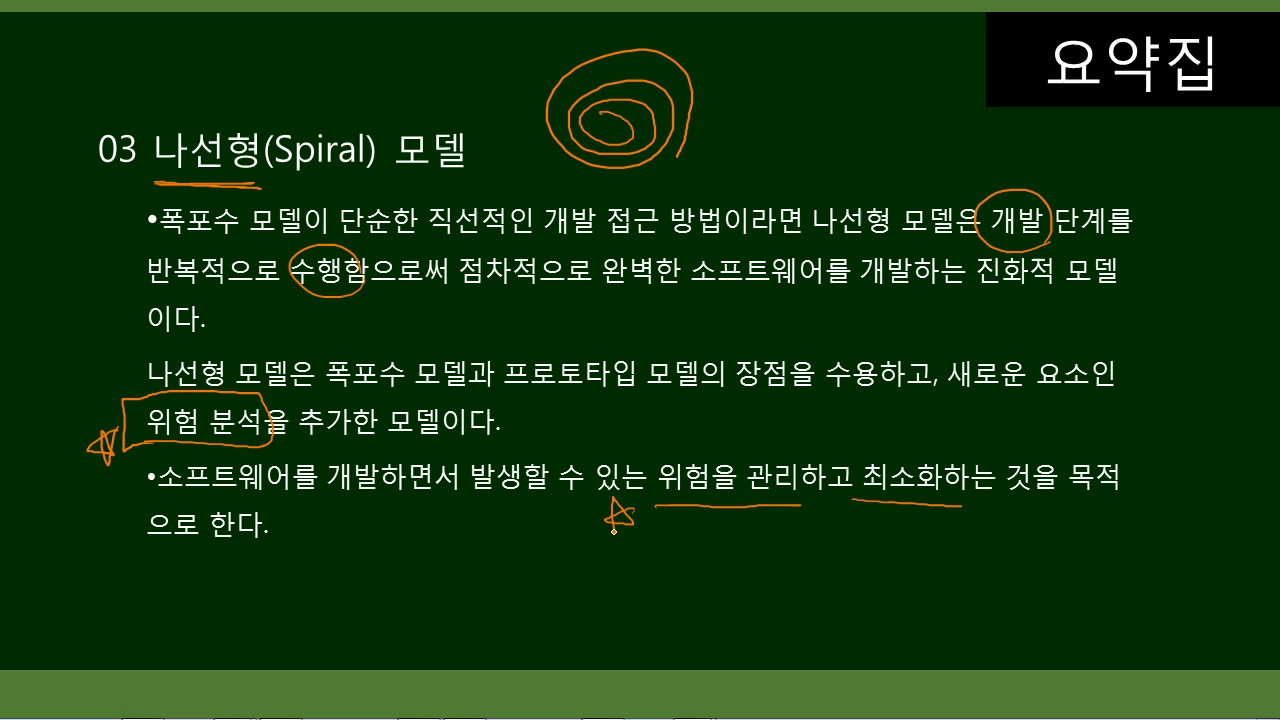 요약집
03 나선형(Spiral) 모델
•폭포수 모델이 단순한 직선적인 개발 접근 방법이라면 나선형 모델은 개발 단계를
반복적으로 수행함으로써 점차적으로 완벽한 소프트웨어를 개발하는 진화적 모델
이다.
나선형 모델은 폭포수 모델과 프로토타입 모델의 장점을 수용하고, 새로운 요소인
위험 분석을 추가한 모델이다.
•소프트웨어를 개발하면서 발생할 수 있는 위험을 관리하고 최소화하는 것을 목적
으로 한다.